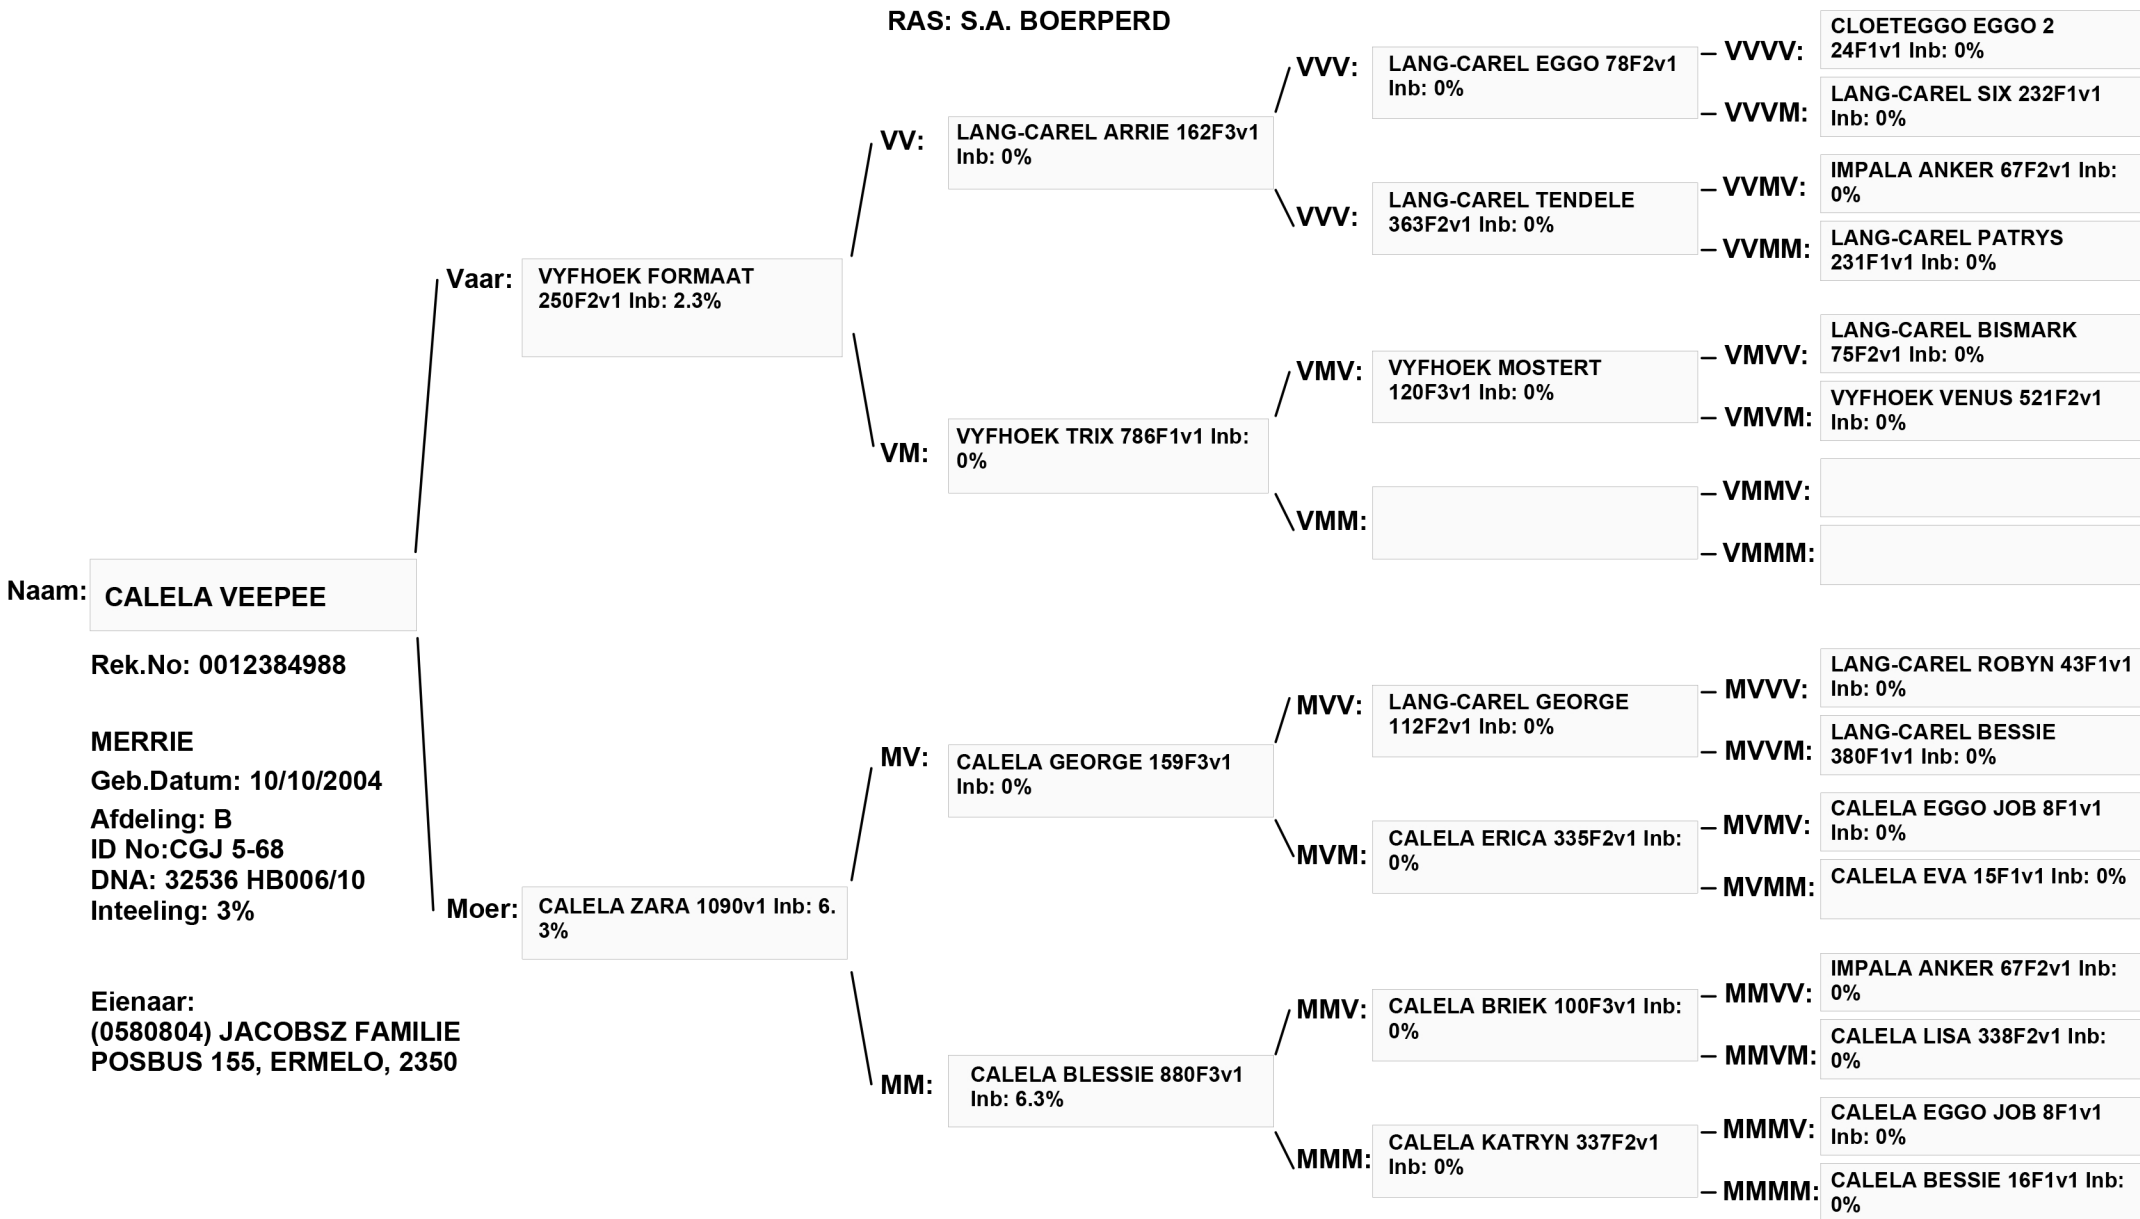 RAS: S.A. BOERPERD
Naam:
CALELA VEEPEE
Rek.No: 0012384988
MERRIE
Geb.Datum: 10/10/2004
Afdeling: B
ID No:CGJ 5-68
DNA: 32536 HB006/10
Inteeling: 3%
Eienaar:
(0580804) JACOBSZ FAMILIE
POSBUS 155, ERMELO, 2350
Vaar:
VYFHOEK FORMAAT
250F2v1 Inb: 2.3%
Moer:
CALELA ZARA 1090v1 Inb: 6.
3%
VV:
LANG-CAREL ARRIE 162F3v1
Inb: 0%
VM:
VYFHOEK TRIX 786F1v1 Inb:
0%
MV:
CALELA GEORGE 159F3v1
Inb: 0%
MM:
CALELA BLESSIE 880F3v1
Inb: 6.3%
VVV:
LANG-CAREL EGGO 78F2v1
Inb: 0%
VVV:
LANG-CAREL TENDELE
363F2v1 Inb: 0%
VMV:
VYFHOEK MOSTERT
120F3v1 Inb: 0%
VMM:
MVV:
LANG-CAREL GEORGE
112F2v1 Inb: 0%
MVM:
CALELA ERICA 335F2v1 Inb:
0%
MMV:
CALELA BRIEK 100F3v1 Inb:
0%
MMM:
CALELA KATRYN 337F2v1
Inb: 0%
VVVV:
CLOETEGGO EGGO 2
24F1v1 Inb: 0%
VVVM:
LANG-CAREL SIX 232F1v1
Inb: 0%
VVMV:
IMPALA ANKER 67F2v1 Inb:
0%
VVMM:
LANG-CAREL PATRYS
231F1v1 Inb: 0%
VMVV:
LANG-CAREL BISMARK
75F2v1 Inb: 0%
VMVM:
VYFHOEK VENUS 521F2v1
Inb: 0%
VMMV:
VMMM:
MVVV:
LANG-CAREL ROBYN 43F1v1
Inb: 0%
MVVM:
LANG-CAREL BESSIE
380F1v1 Inb: 0%
MVMV:
CALELA EGGO JOB 8F1v1
Inb: 0%
MVMM:
CALELA EVA 15F1v1 Inb: 0%
MMVV:
IMPALA ANKER 67F2v1 Inb:
0%
MMVM:
CALELA LISA 338F2v1 Inb:
0%
MMMV:
CALELA EGGO JOB 8F1v1
Inb: 0%
MMMM:
CALELA BESSIE 16F1v1 Inb:
0%